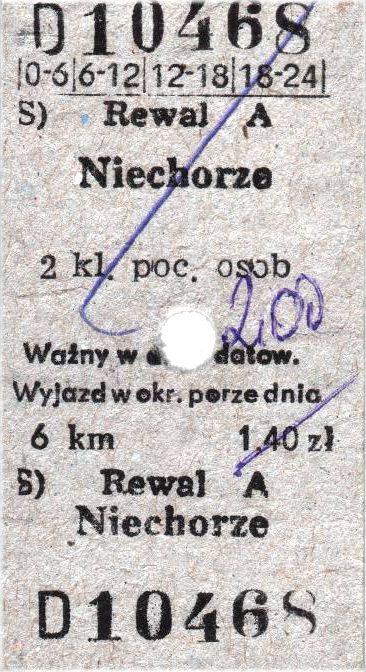 D10468
|0-6|6-12|12-18|18-24|
S) Rewal A
Niechorze
2 kl. poc. osob
2,00
Ważny w datow.
Wyjazd w okr. porze dnia
6 km 1.40 zł
S) Rewal A
Niechorze
D10468